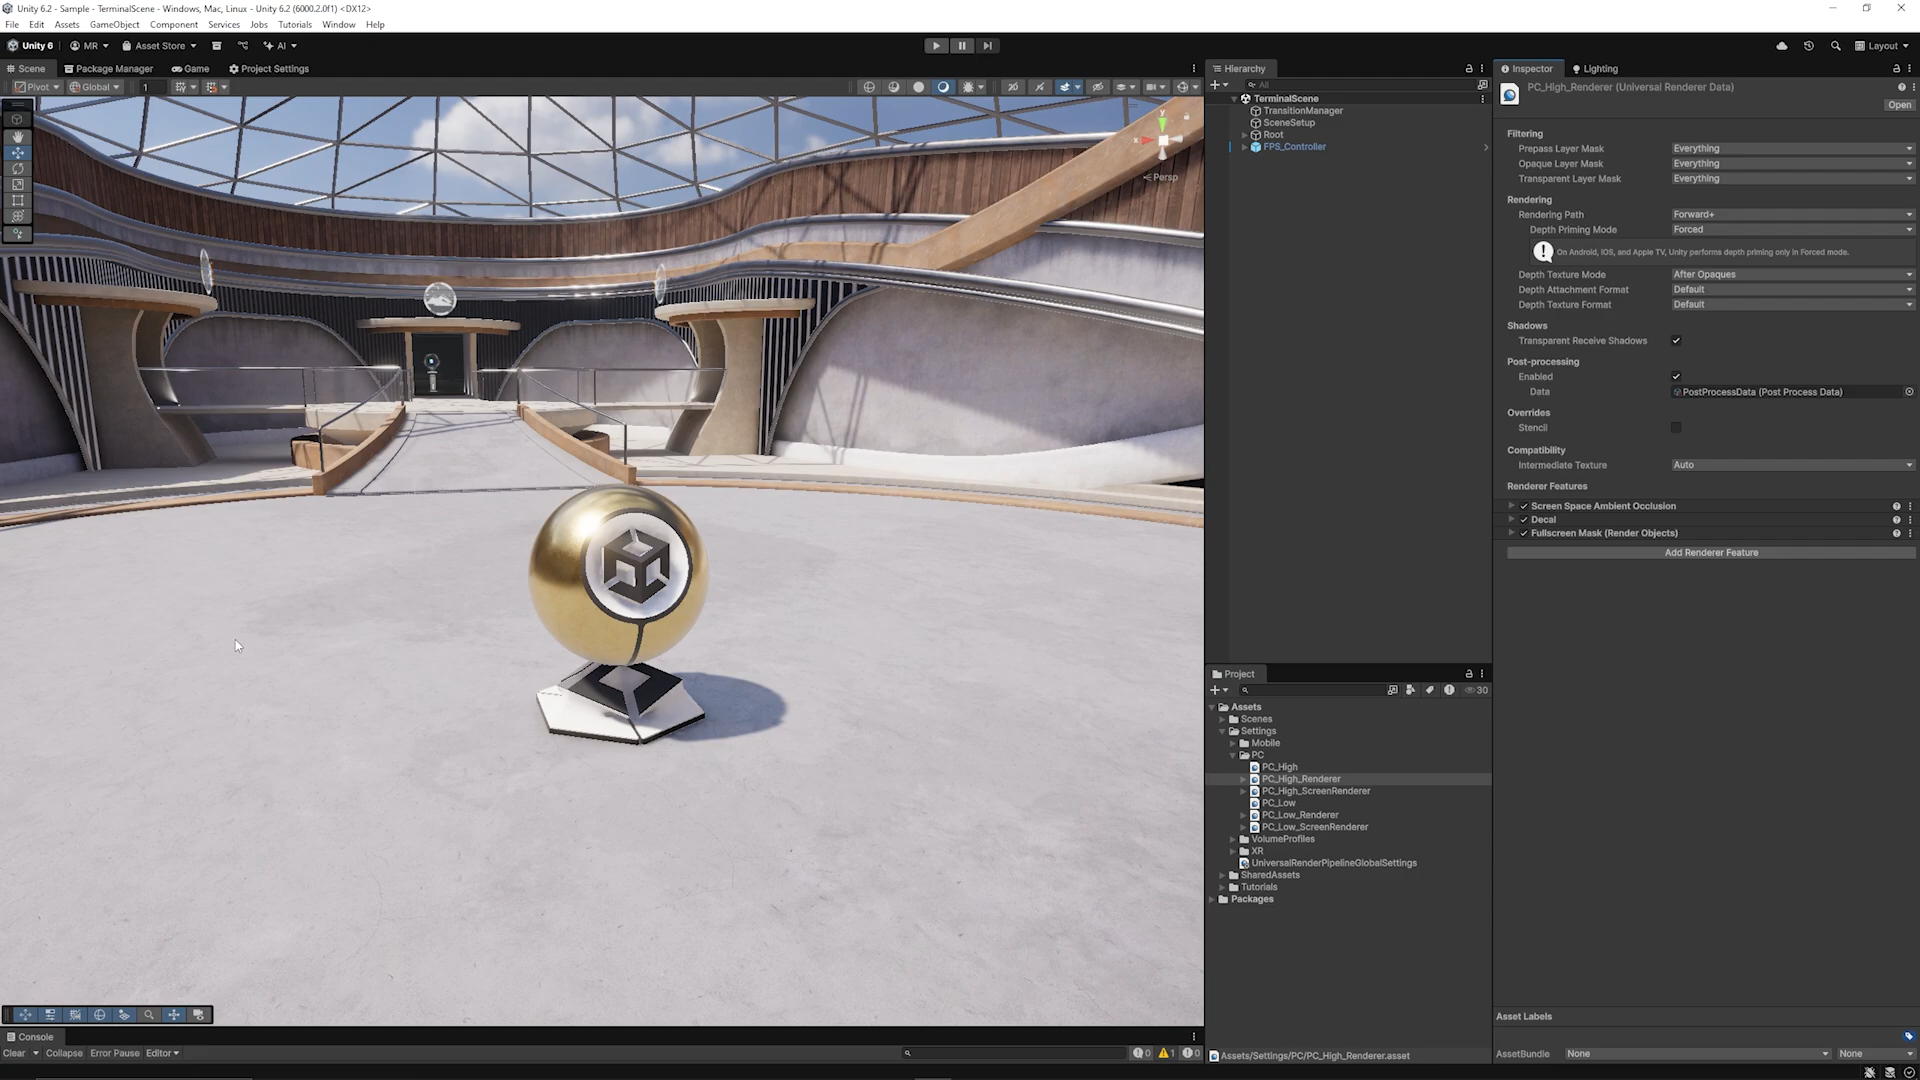 Unity 6.2 - Sample - TerminalScene - Windows, Mac, Linux - Unity 6.2 (6000.2.0f1) <DX12>
File Edit Assets GameObject Component Services Jobs Tutorials Window Help
Unity 6 MR Asset Store AI Layout
Scene Package Manager Game Project Settings
Pivot Global 1
Persp
Y
X
Hierarchy
All
TerminalScene
TransitionManager
SceneSetup
Root
FPS_Controller
Project
30
Assets
Scenes
Settings
Mobile
PC
PC_High
PC_High_Renderer
PC_High_ScreenRenderer
PC_Low
PC_Low_Renderer
PC_Low_ScreenRenderer
VolumeProfiles
XR
UniversalRenderPipelineGlobalSettings
SharedAssets
Tutorials
Packages
Assets/Settings/PC/PC_High_Renderer.asset
Inspector Lighting
PC_High_Renderer (Universal Renderer Data)
Open
Filtering
Prepass Layer Mask Everything
Opaque Layer Mask Everything
Transparent Layer Mask Everything
Rendering
Rendering Path Forward+
Depth Priming Mode Forced
On Android, iOS, and Apple TV, Unity performs depth priming only in Forced mode.
Depth Texture Mode After Opaques
Depth Attachment Format Default
Depth Texture Format Default
Shadows
Transparent Receive Shadows
Post-processing
Enabled
Data PostProcessData (Post Process Data)
Overrides
Stencil
Compatibility
Intermediate Texture Auto
Renderer Features
Screen Space Ambient Occlusion
Decal
Fullscreen Mask (Render Objects)
Add Renderer Feature
Asset Labels
AssetBundle None None
Console
Clear Collapse Error Pause Editor 0 1 0